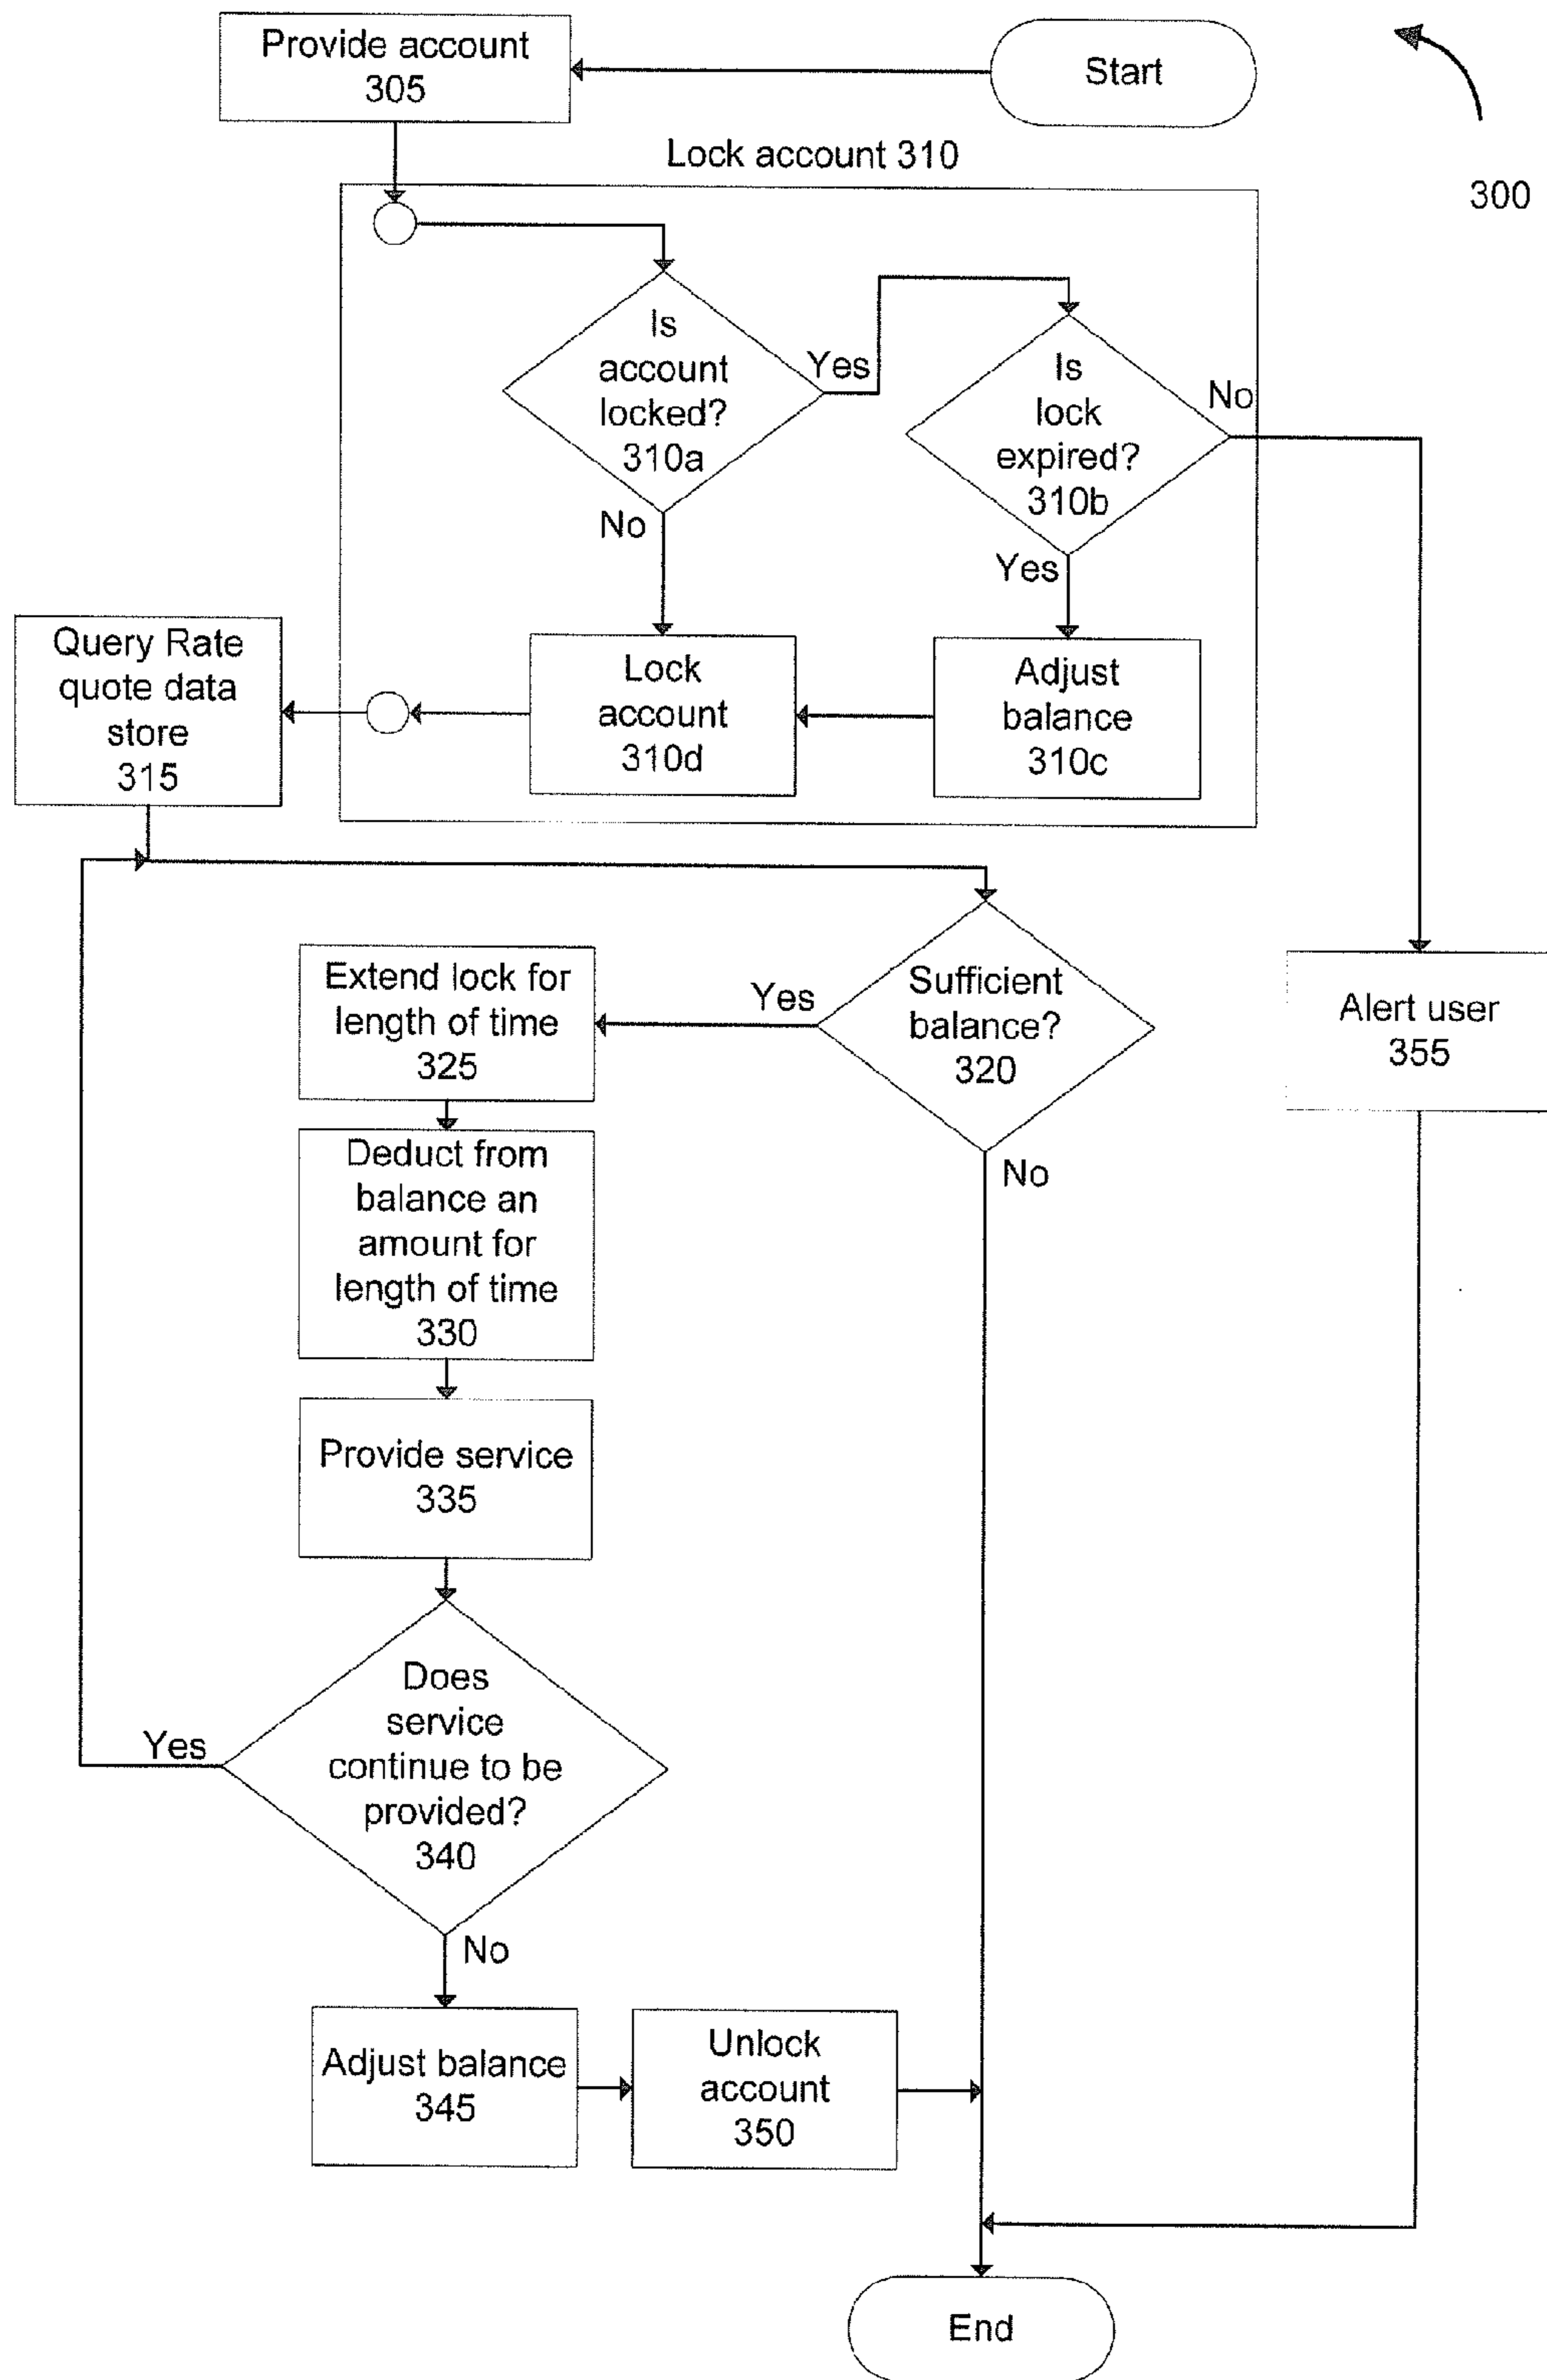 Provide account
305
Start
300
Lock account 310
Is
account
locked?
310a
Yes
No
Is
lock
expired?
310b
No
Yes
Query Rate
quote data
store
315
Lock
account
310d
Adjust
balance
310c
Sufficient
balance?
320
Yes
No
Extend lock for
length of time
325
Alert user
355
Deduct from
balance an
amount for
length of time
330
Provide service
335
Does
service
continue to be
provided?
340
Yes
No
Adjust balance
345
Unlock
account
350
End